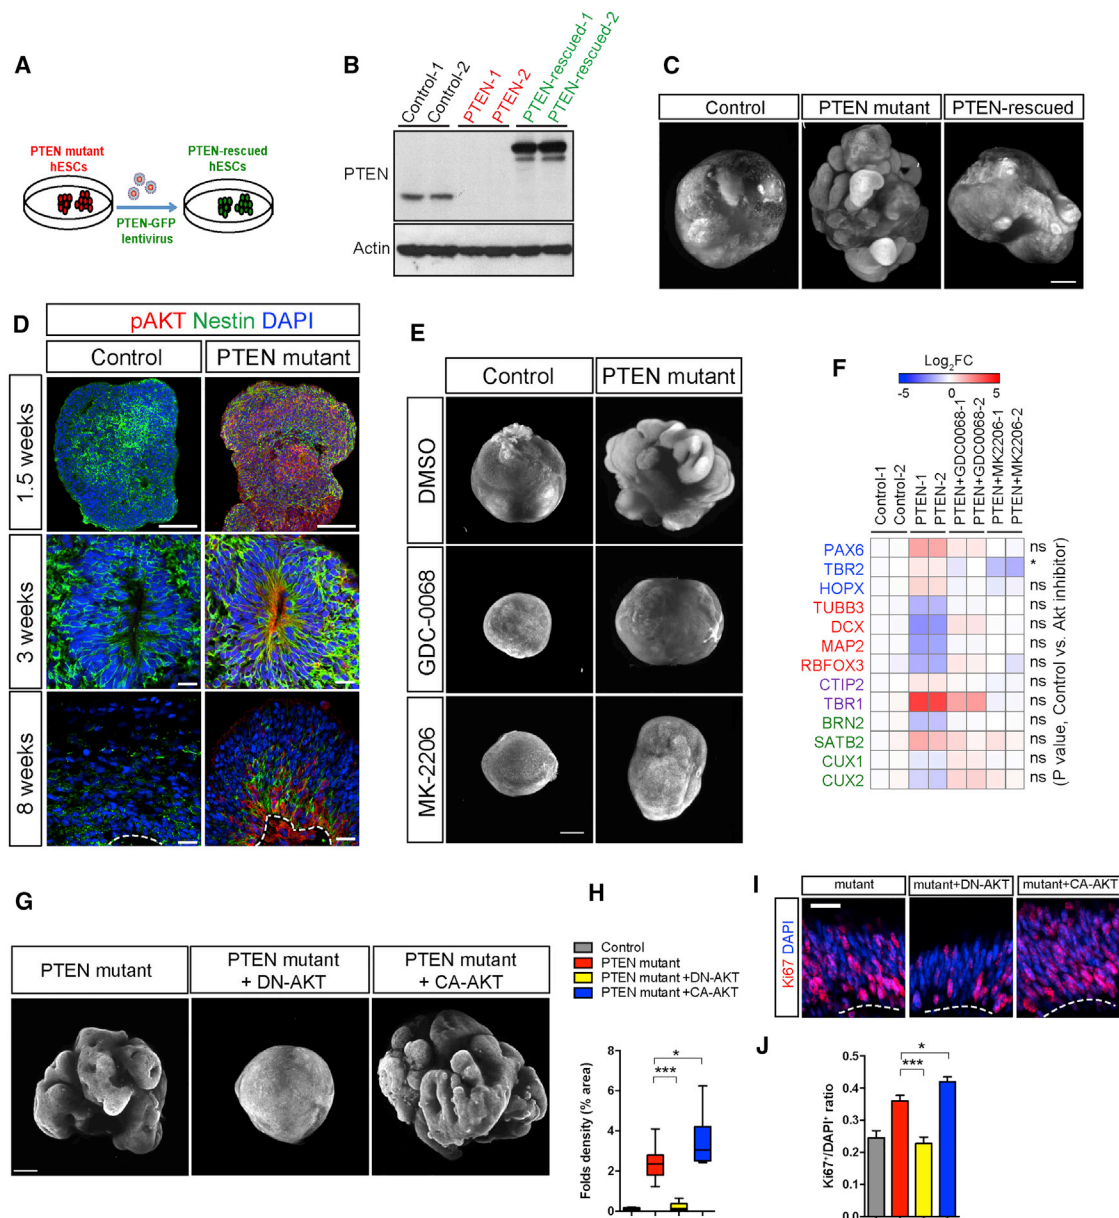 A
PTEN mutant
hESCs
PTEN-rescued
hESCs
PTEN-GFP
lentivirus
B
Control-1
Control-2
PTEN-1
PTEN-2
PTEN-rescued-1
PTEN-rescued-2
PTEN
Actin
C
Control
PTEN mutant
PTEN-rescued
D
pAKT Nestin DAPI
Control
PTEN mutant
1.5 weeks
3 weeks
8 weeks
E
Control
PTEN mutant
DMSO
GDC-0068
MK-2206
F
Log2FC
-5
5
Control-1
Control-2
PTEN-1
PTEN-2
PTEN+GDC0068-1
PTEN+GDC0068-2
PTEN+MK2206-1
PTEN+MK2206-2
PAX6 ns
TBR2 *
HOPX ns
TUBB3 ns
DCX ns
MAP2 ns
RBFOX3 ns
CTIP2 ns
TBR1 ns
BRN2 ns
SATB2 ns
CUX1 ns
CUX2 ns
(P value, Control vs. Akt inhibitor)
G
PTEN mutant
PTEN mutant
+ DN-AKT
PTEN mutant
+ CA-AKT
H
Control
PTEN mutant
PTEN mutant +DN-AKT
PTEN mutant +CA-AKT
Folds density (% area)
8
6
4
2
0
*
***
I
mutant
mutant+DN-AKT
mutant+CA-AKT
Ki67 DAPI
J
Ki67+/DAPI+ ratio
0.5
0.4
0.3
0.2
0.1
0.0
*
***